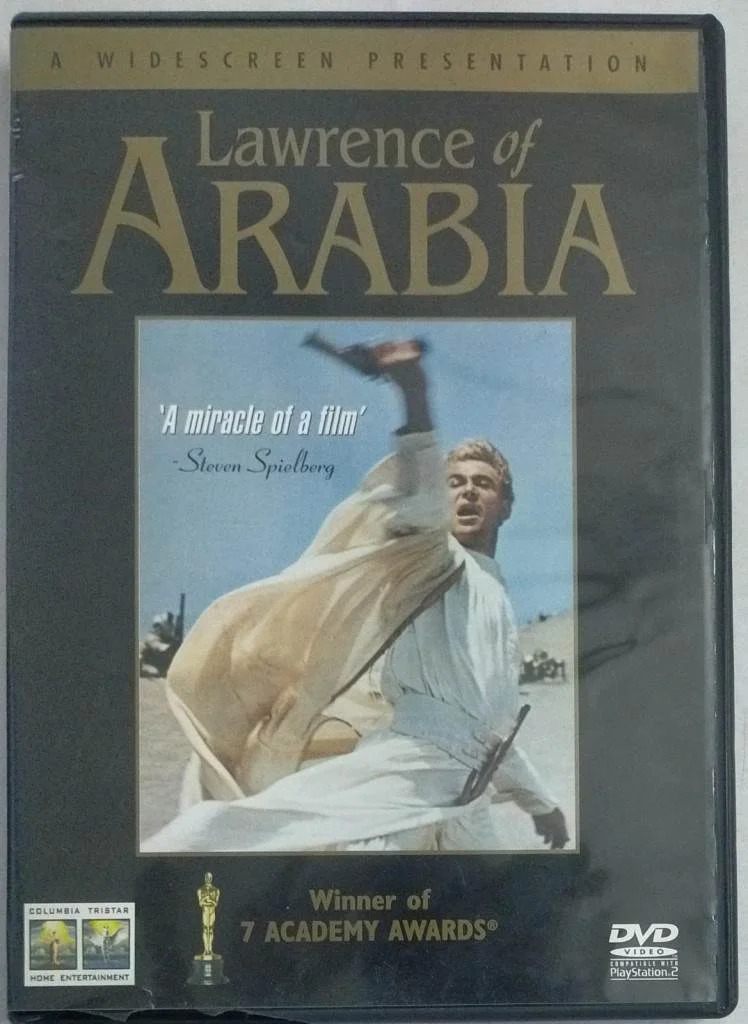 A WIDESCREEN PRESENTATION
Lawrence of
ARABIA
'A miracle of a film'
-Steven Spielberg
Winner of
7 ACADEMY AWARDS®
COLUMBIA TRISTAR
HOME ENTERTAINMENT
DVD
VIDEO
COMPATIBLE WITH
PlayStation.2